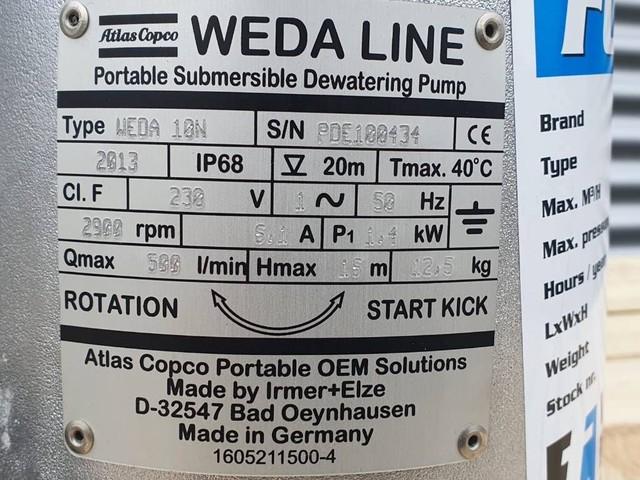 Atlas Copco WEDA LINE
Portable Submersible Dewatering Pump
Type WEDA 10N S/N PDE100434 CE
2013 IP68 20m Tmax. 40°C
Cl. F 230 V 1 ~ 50 Hz
2900 rpm 6,1 A P1 1,4 kW
Qmax 500 l/min Hmax 15 m 12,5 kg
ROTATION START KICK
Atlas Copco Portable OEM Solutions
Made by Irmer+Elze
D-32547 Bad Oeynhausen
Made in Germany
1605211500-4
Brand
Type
Max. M³/H
Max.
Hours /
LxWxH
Weight
Stock nr.